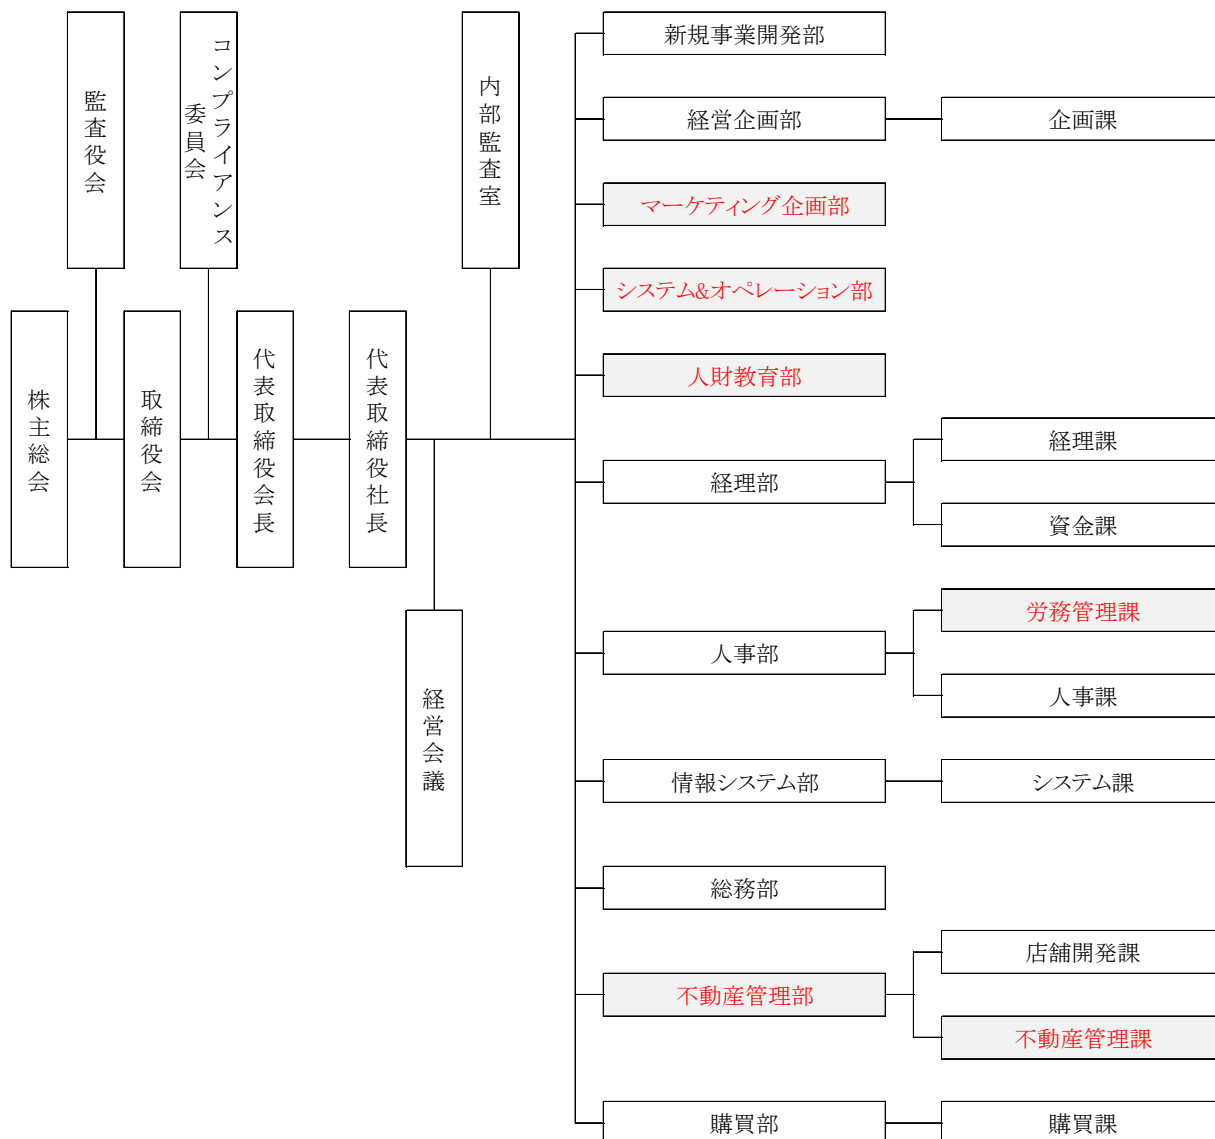 監査役会
コンプライアンス
委員会
内部監査室
株主総会
取締役会
代表取締役会長
代表取締役社長
経営会議
新規事業開発部
経営企画部
企画課
マーケティング企画部
システム&オペレーション部
人財教育部
経理部
経理課
資金課
人事部
労務管理課
人事課
情報システム部
システム課
総務部
不動産管理部
店舗開発課
不動産管理課
購買部
購買課